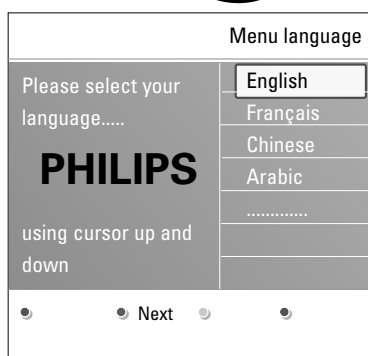 Menu language
Please select your
language.....
PHILIPS
using cursor up and
down
English
Français
Chinese
Arabic
.............
Next